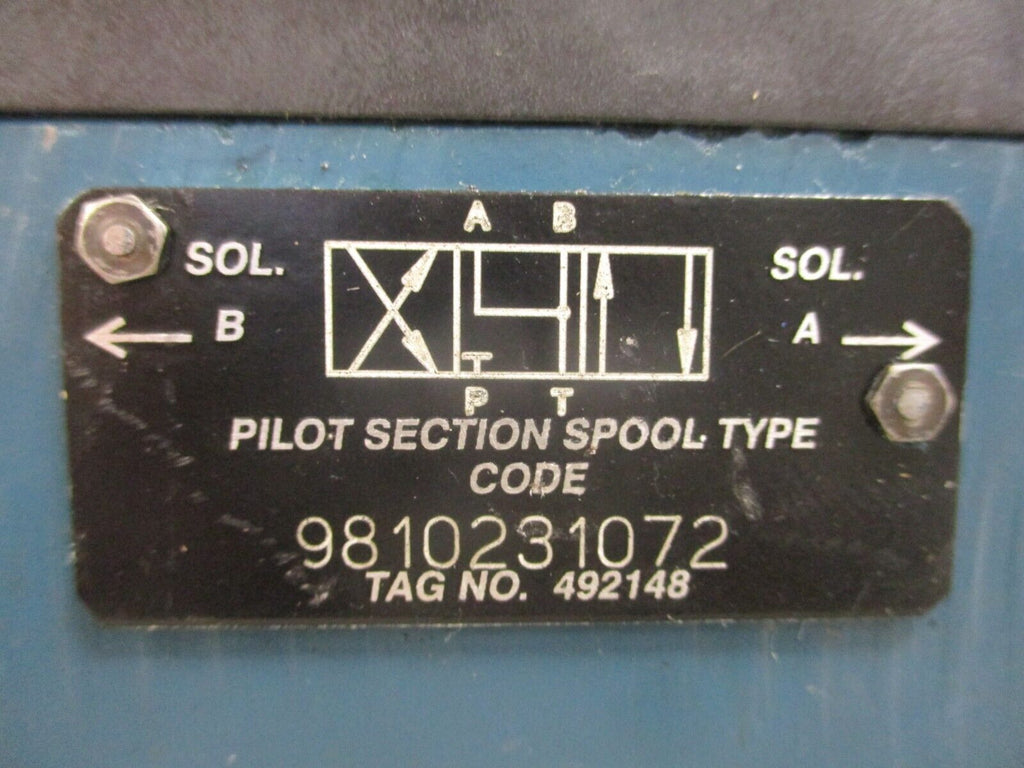 A B
SOL. SOL.
B A
P T
PILOT SECTION SPOOL TYPE
CODE
9810231072
TAG NO. 492148